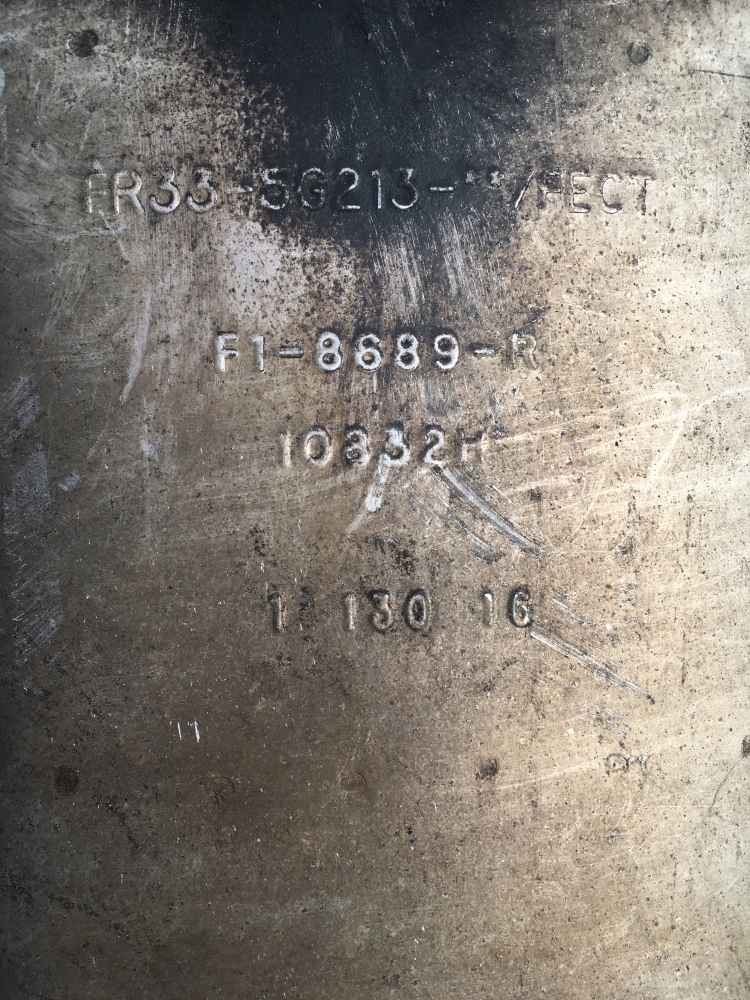 FR33-5G213-**/FECT
F1-8689-R
10832H
1 130 16